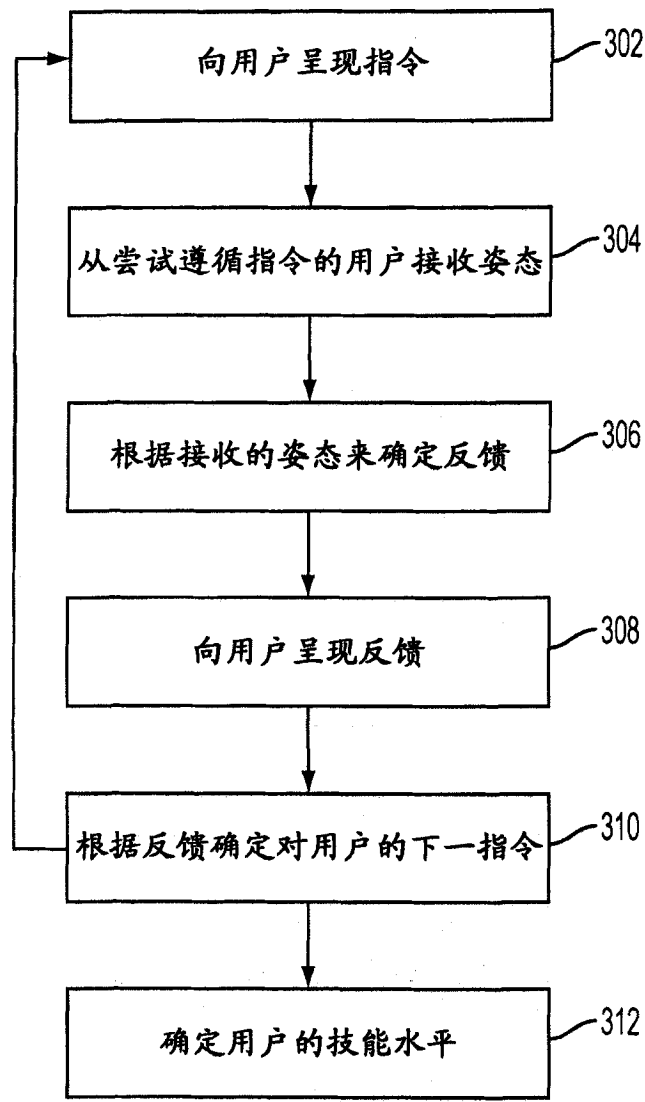 向用户呈现指令
302
从尝试遵循指令的用户接收姿态
304
根据接收的姿态来确定反馈
306
向用户呈现反馈
308
根据反馈确定对用户的下一指令
310
确定用户的技能水平
312